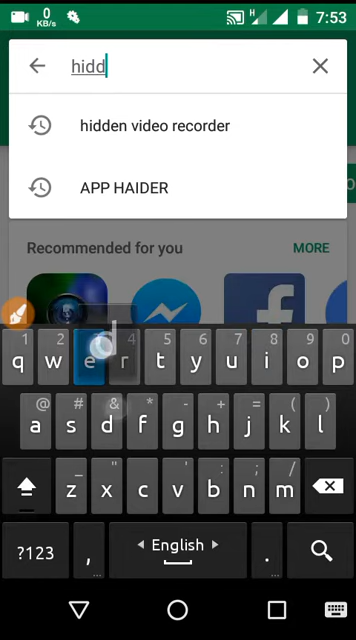 0
KB/s
H
7:53
hidd
hidden video recorder
APP HAIDER
Recommended for you
MORE
1 2 3 4 5 6 7 8 9 0
q w e r t y u i o p
d
@ # & * - + = ( )
a s d f g h j k l
_ " ' : ; /
z x c v b n m
?123
,
...
English
.
...